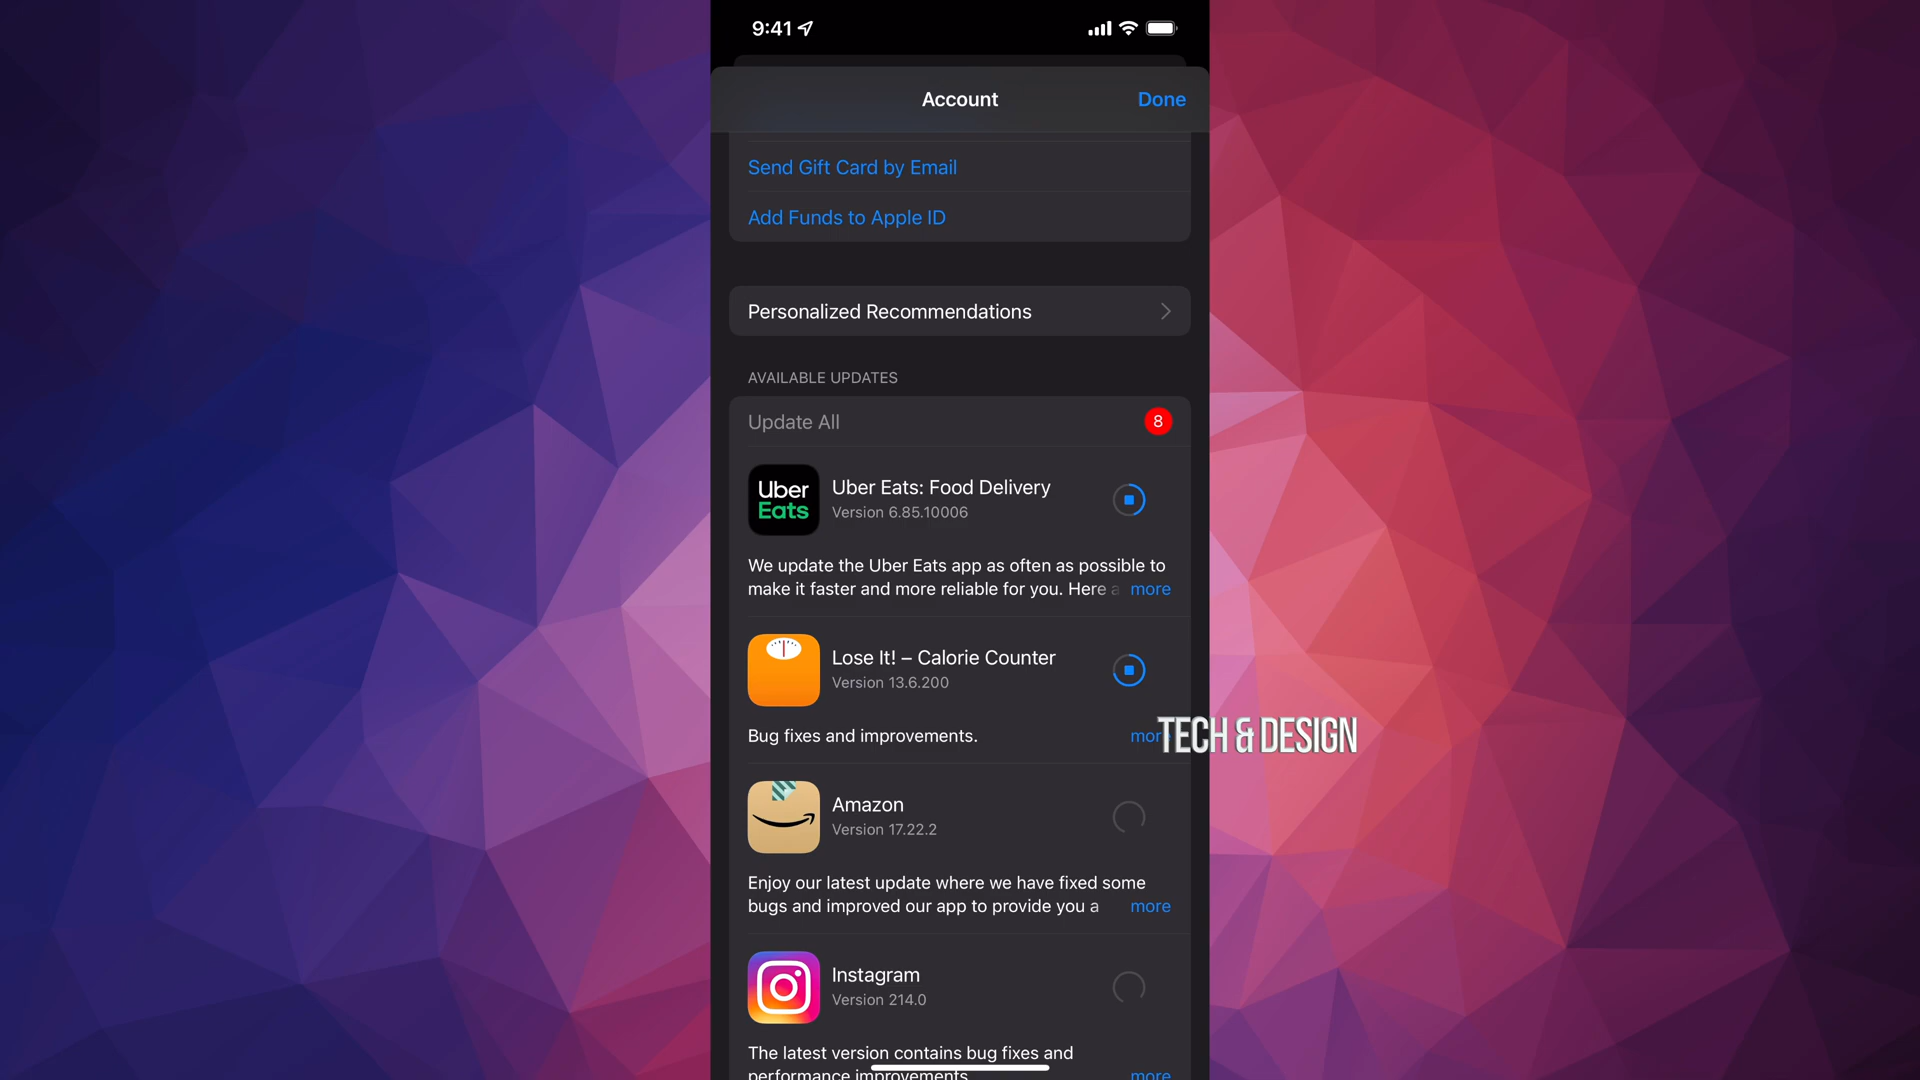 9:41
Account
Done
Send Gift Card by Email
Add Funds to Apple ID
Personalized Recommendations
AVAILABLE UPDATES
Update All
8
Uber Eats
Uber Eats: Food Delivery
Version 6.85.10006
We update the Uber Eats app as often as possible to
make it faster and more reliable for you. Here a more
Lose It! – Calorie Counter
Version 13.6.200
Bug fixes and improvements.
more
TECH & DESIGN
Amazon
Version 17.22.2
Enjoy our latest update where we have fixed some
bugs and improved our app to provide you a more
Instagram
Version 214.0
The latest version contains bug fixes and
performance improvements. more